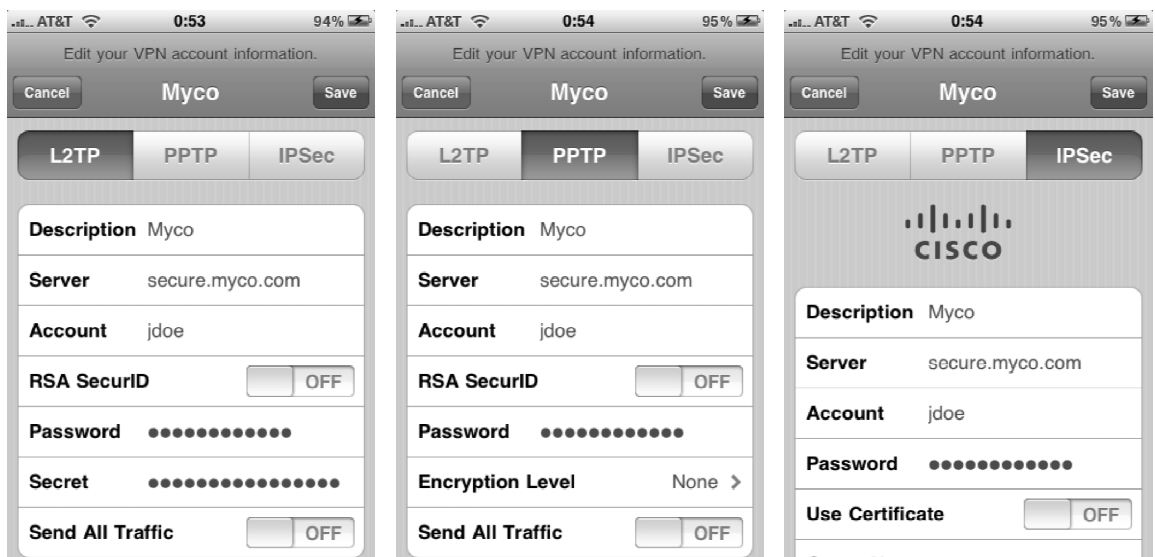 AT&T 0:53 94%
Edit your VPN account information.
Cancel Myco Save
L2TP PPTP IPSec
Description Myco
Server secure.myco.com
Account jdoe
RSA SecurID OFF
Password ●●●●●●●●●●●●
Secret ●●●●●●●●●●●●●●●●
Send All Traffic OFF
AT&T 0:54 95%
Edit your VPN account information.
Cancel Myco Save
L2TP PPTP IPSec
Description Myco
Server secure.myco.com
Account jdoe
RSA SecurID OFF
Password ●●●●●●●●●●●●
Encryption Level None >
Send All Traffic OFF
AT&T 0:54 95%
Edit your VPN account information.
Cancel Myco Save
L2TP PPTP IPSec
CISCO
Description Myco
Server secure.myco.com
Account jdoe
Password ●●●●●●●●●●●●
Use Certificate OFF